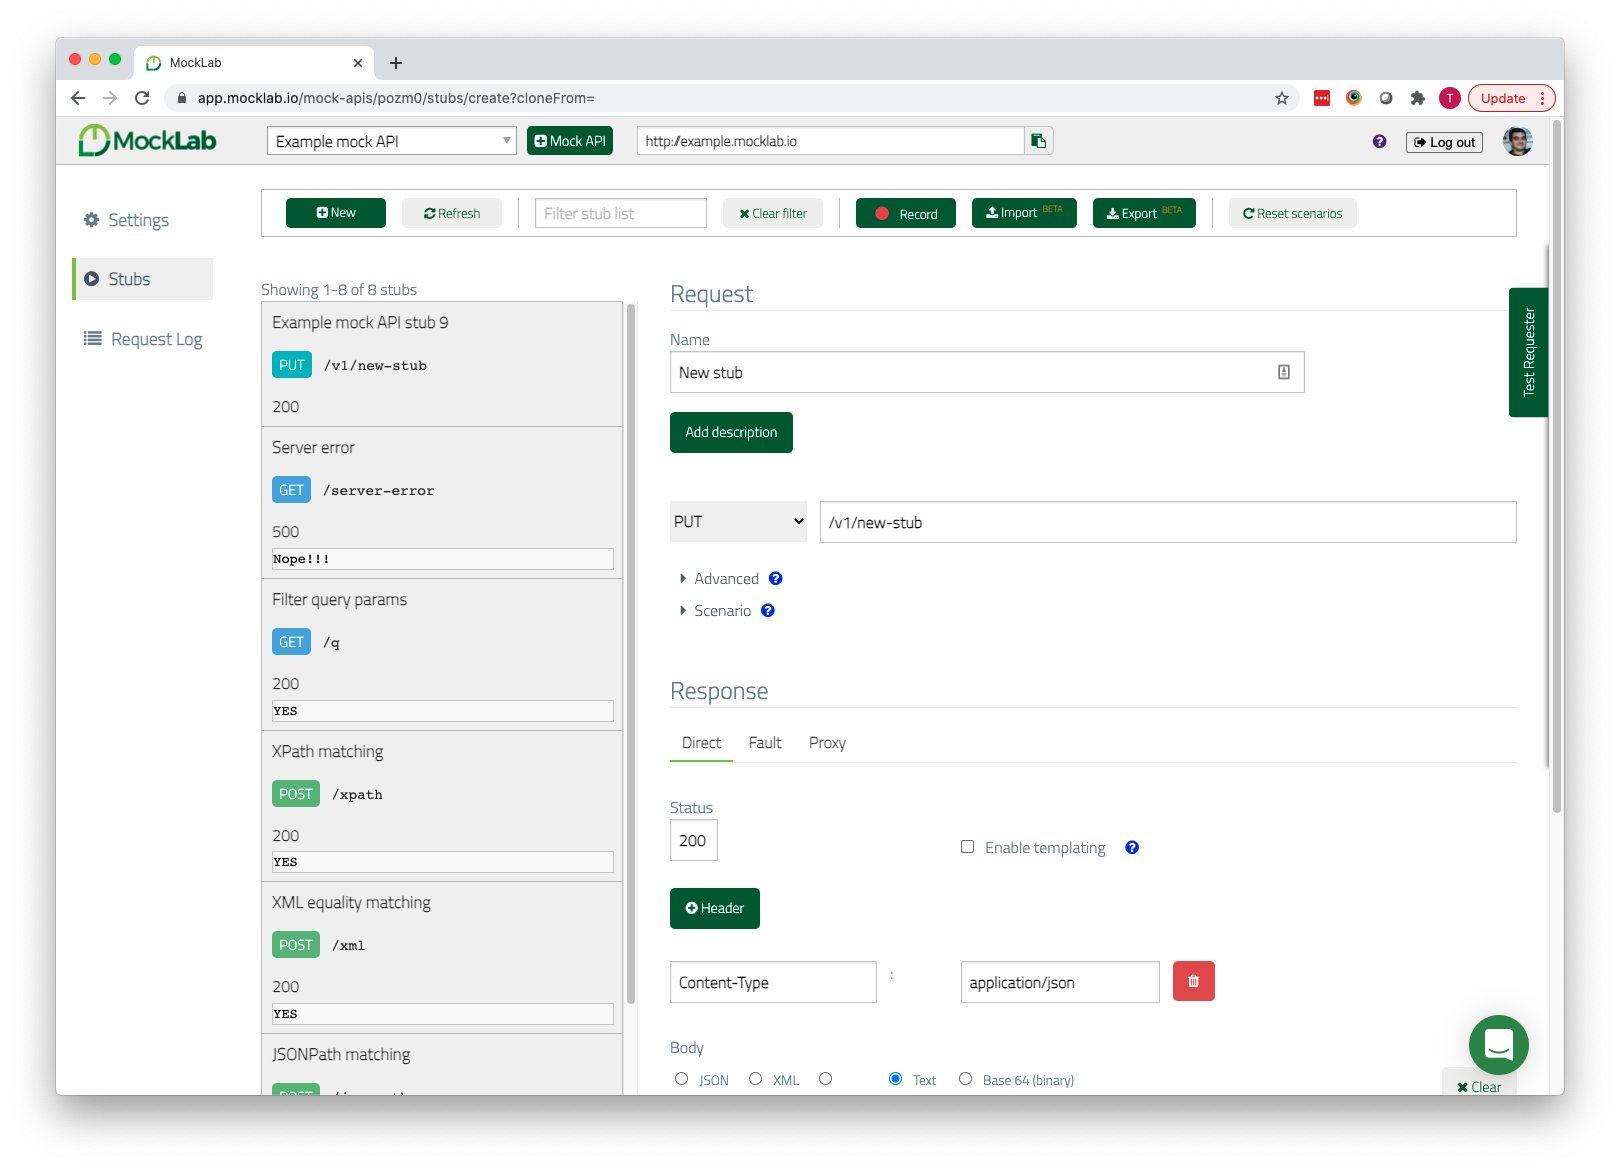 MockLab
app.mocklab.io/mock-apis/pozm0/stubs/create?cloneFrom=
T
Update
MockLab
Example mock API
Mock API
http://example.mocklab.io
Log out
Settings
Stubs
Request Log
New
Refresh
Filter stub list
Clear filter
Record
Import BETA
Export BETA
Reset scenarios
Showing 1-8 of 8 stubs
Example mock API stub 9
PUT /v1/new-stub
200
Server error
GET /server-error
500
Nope!!!
Filter query params
GET /q
200
YES
XPath matching
POST /xpath
200
YES
XML equality matching
POST /xml
200
YES
JSONPath matching
POST
Request
Name
New stub
Add description
PUT
/v1/new-stub
Advanced
Scenario
Response
Direct
Fault
Proxy
Status
200
Enable templating
Header
Content-Type : application/json
Body
JSON
XML
Text
Base 64 (binary)
Clear
Test Requester